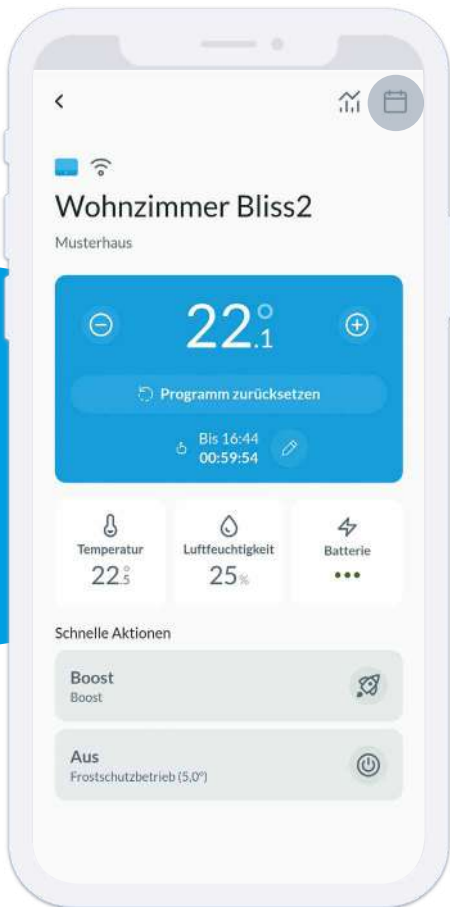 Wohnzimmer Bliss2
Musterhaus
22.1°
Programm zurücksetzen
Bis 16:44
00:59:54
Temperatur
Luftfeuchtigkeit
Batterie
22.5°
25%
Schnelle Aktionen
Boost
Boost
Aus
Frostschutzbetrieb (5,0°)